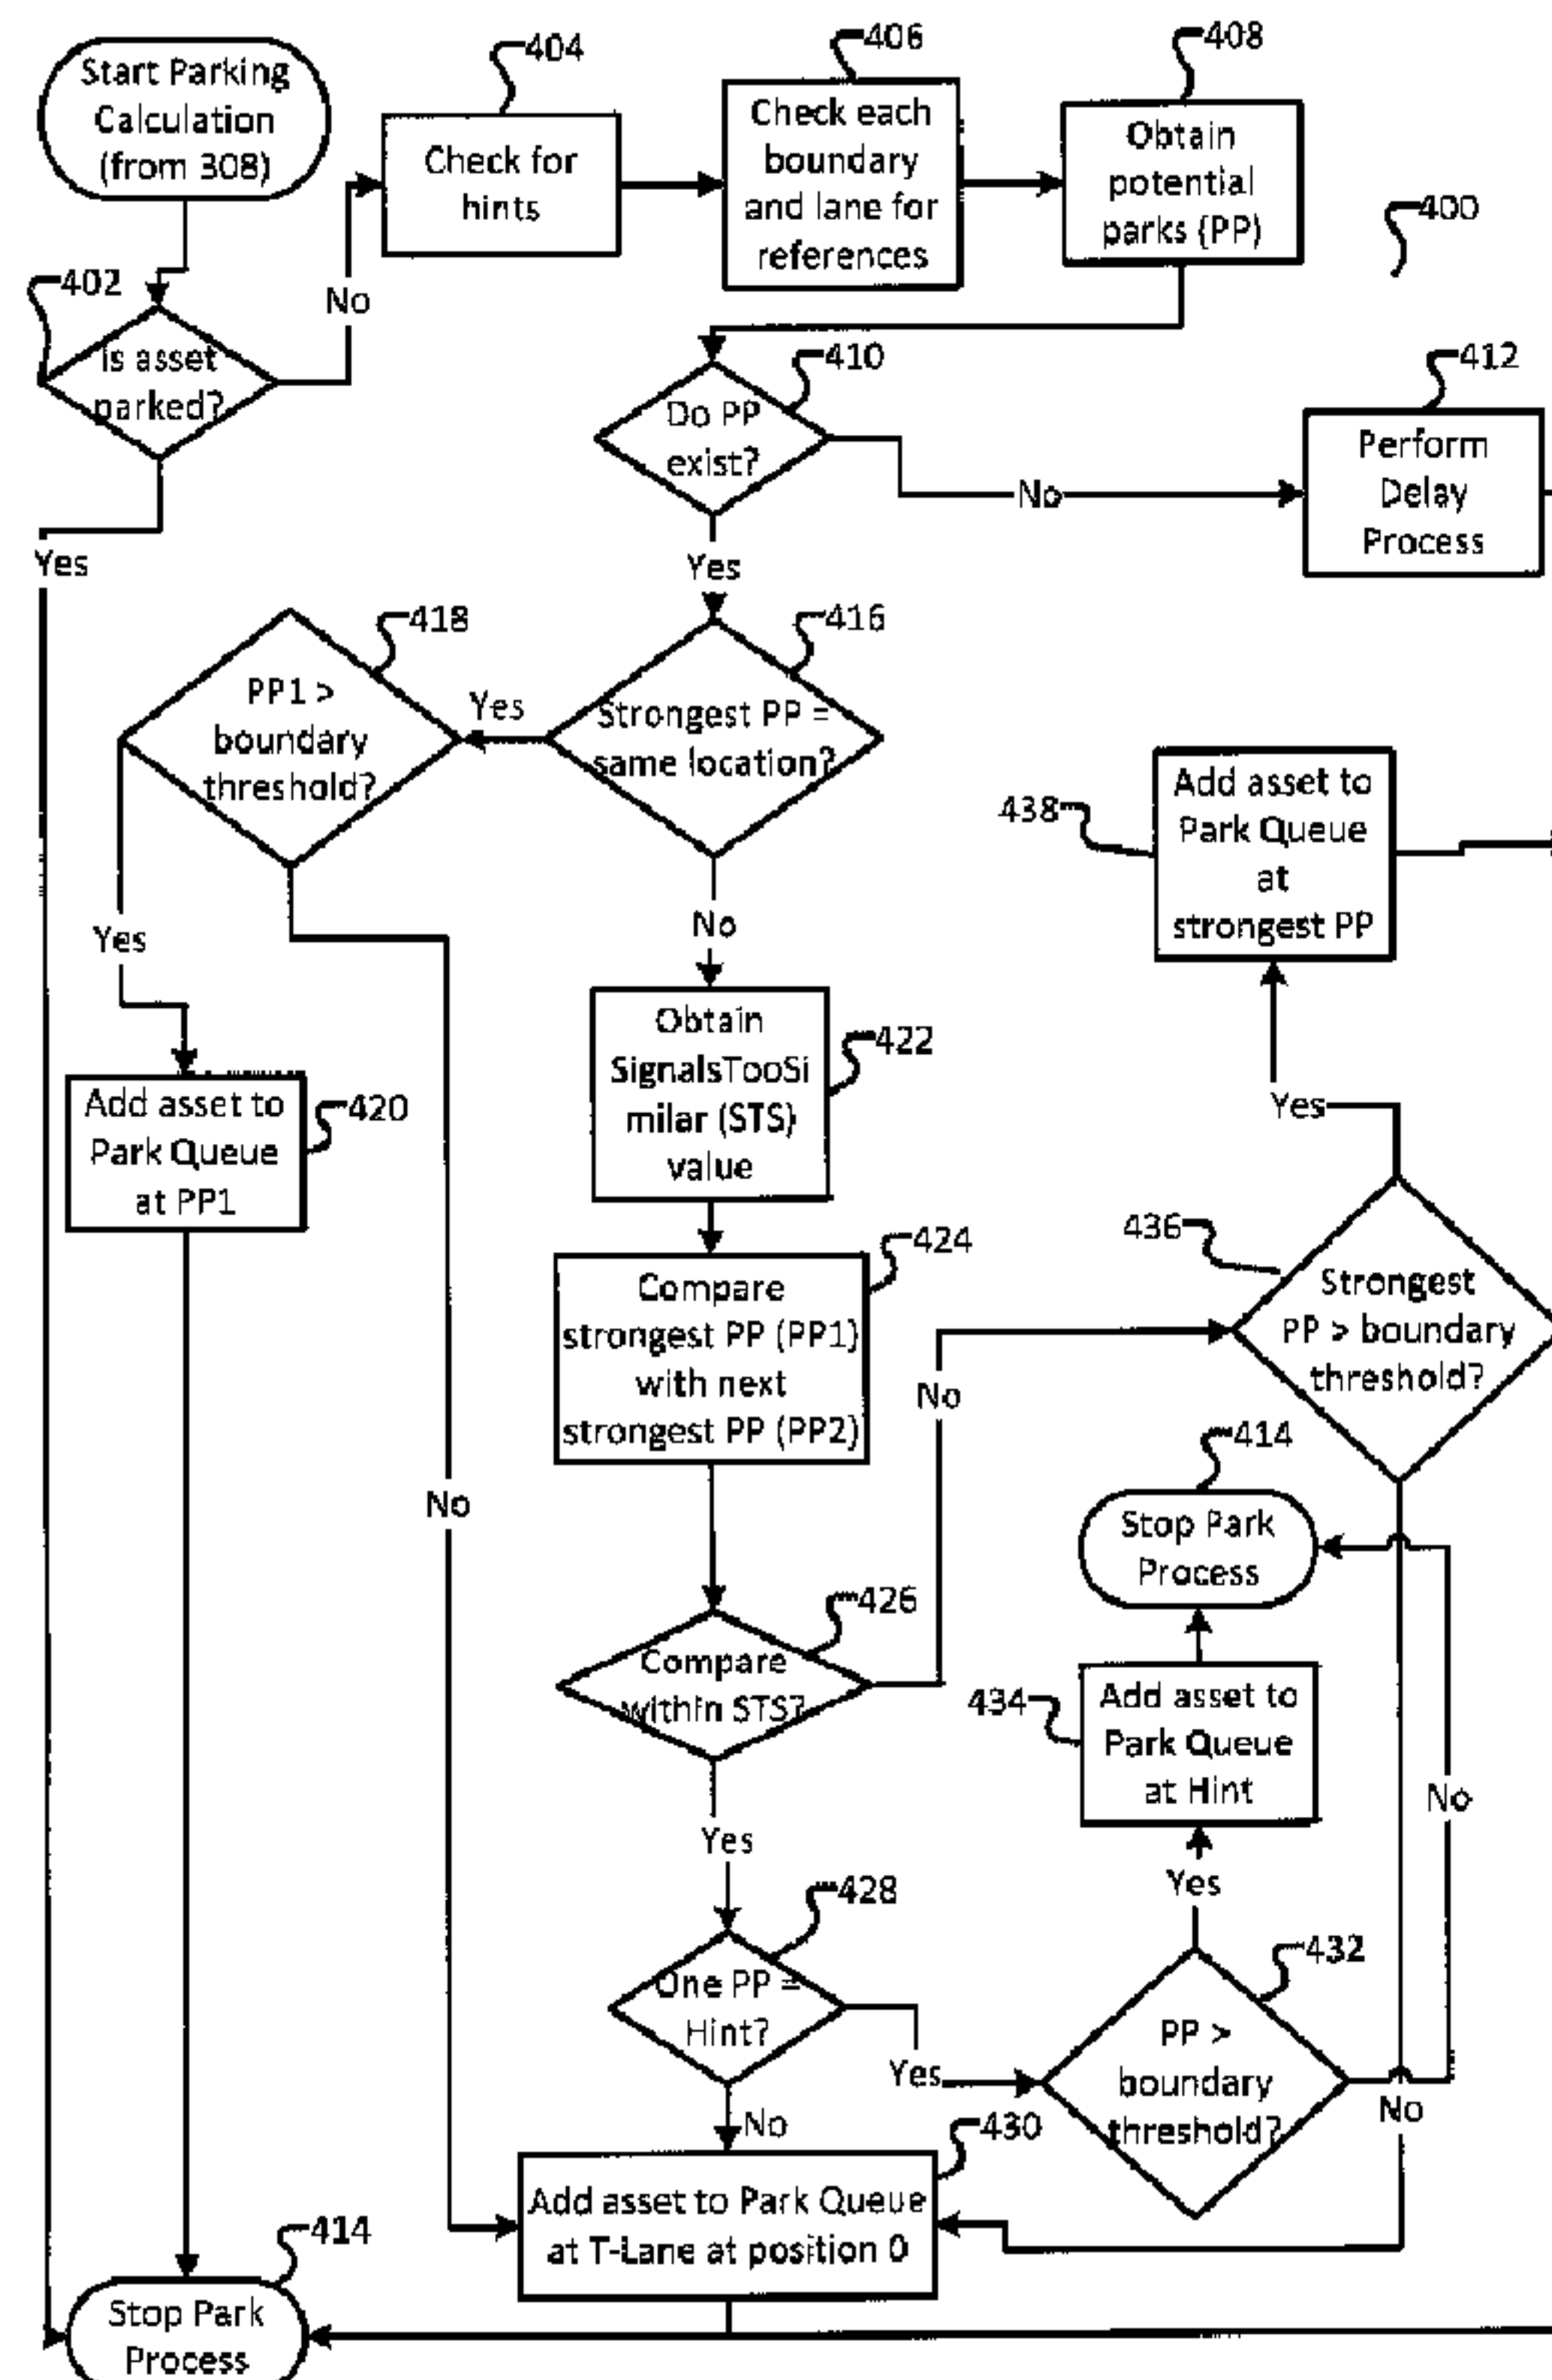 Start Parking
Calculation
(from 308)
404
Check for
hints
406
Check each
boundary
and lane for
references
408
Obtain
potential
parks (PP)
400
402
Is asset
parked?
No
Yes
410
Do PP
exist?
No
412
Perform
Delay
Process
Yes
416
Strongest PP =
same location?
Yes
418
PP1 >
boundary
threshold?
Yes
No
420
Add asset to
Park Queue
at PP1
No
422
Obtain
SignalsTooSi
milar (STS)
value
424
Compare
strongest PP (PP1)
with next
strongest PP (PP2)
426
Compare
within STS?
No
Yes
438
Add asset to
Park Queue
at
strongest PP
Yes
436
Strongest
PP > boundary
threshold?
No
414
Stop Park
Process
434
Add asset to
Park Queue
at Hint
Yes
No
428
One PP =
Hint?
Yes
No
432
PP >
boundary
threshold?
430
Add asset to Park Queue
at T-Lane at position 0
414
Stop Park
Process